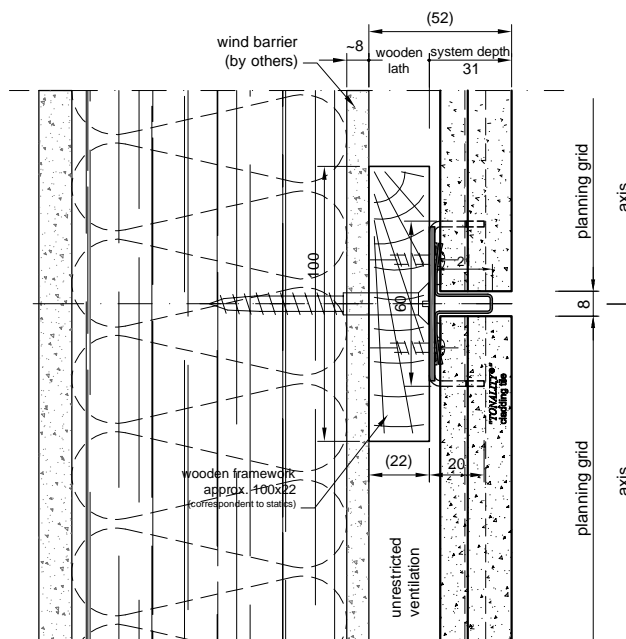 (52)
wind barrier
(by others)
~8
wooden
lath
system depth
31
planning grid
axis
100
60
2
8
"TONALITY®"
cladding tile
(22)
20
wooden framework
approx. 100x22
(correspondent to statics)
planning grid
axis
unrestricted
ventilation